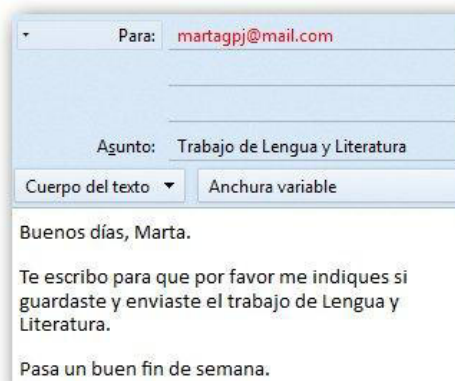 Para: martagpj@mail.com
Asunto: Trabajo de Lengua y Literatura
Cuerpo del texto Anchura variable
Buenos días, Marta.
Te escribo para que por favor me indiques si
guardaste y enviaste el trabajo de Lengua y
Literatura.
Pasa un buen fin de semana.